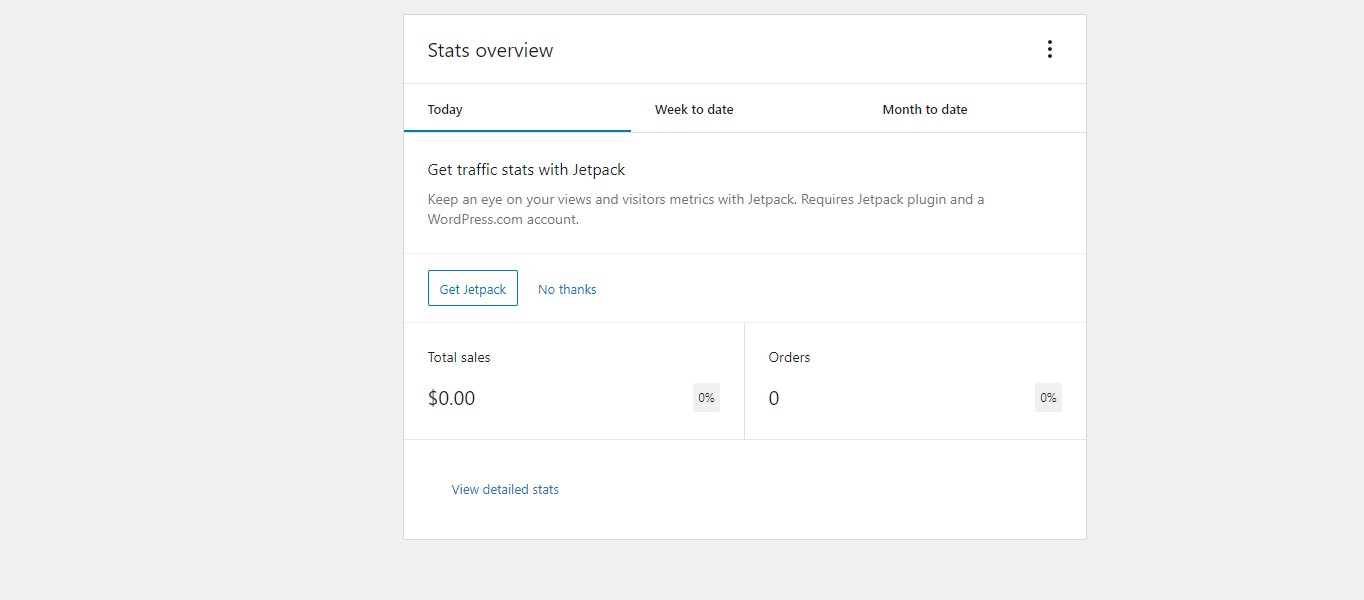 Stats overview
Today
Week to date
Month to date
Get traffic stats with Jetpack
Keep an eye on your views and visitors metrics with Jetpack. Requires Jetpack plugin and a
WordPress.com account.
Get Jetpack
No thanks
Total sales
$0.00
0%
Orders
0
0%
View detailed stats